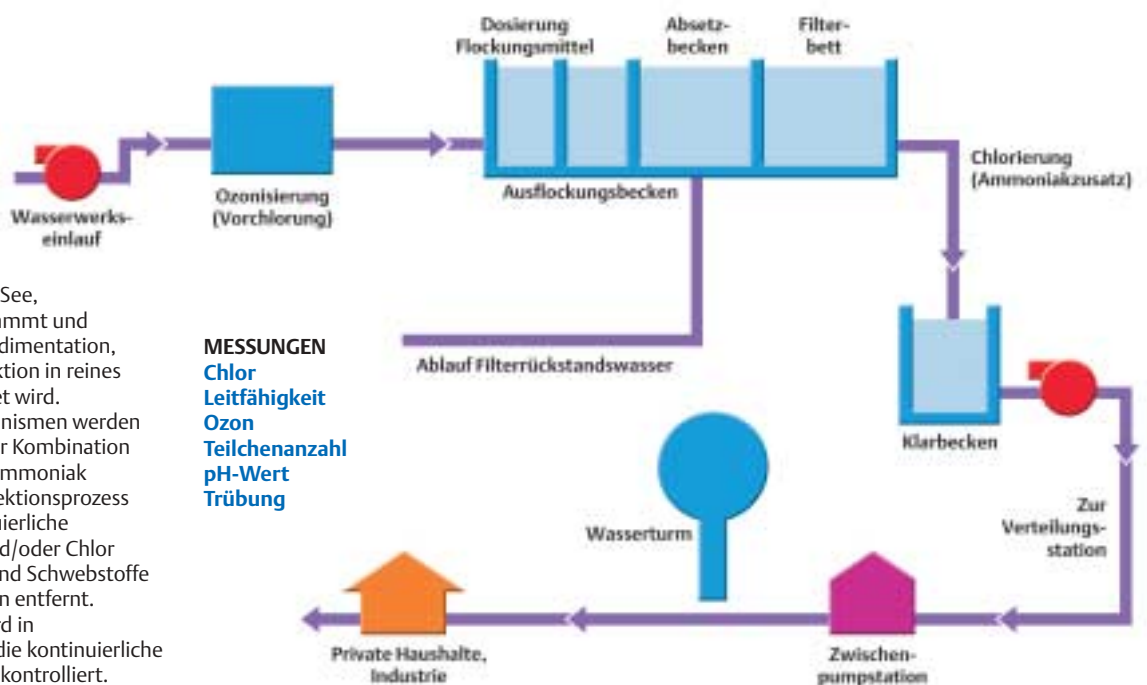 Dosierung
Flockungsmittel
Absetz-
becken
Filter-
bett
Wasserwerks-
einlauf
Ozonisierung
(Vorchlorung)
Ausflockungsbecken
Chlorierung
(Ammoniakzusatz)
See,
ammt und
dimentation,
ktion in reines
et wird.
nismen werden
r Kombination
mmoniak
ektionsprozess
uierliche
d/oder Chlor
nd Schwebstoffe
n entfernt.
rd in
die kontinuierliche
kontrolliert.
MESSUNGEN
Chlor
Leitfähigkeit
Ozon
Teilchenanzahl
pH-Wert
Trübung
Ablauf Filterrückstandswasser
Klarbecken
Zur
Verteilungs-
station
Wasserturm
Private Haushalte,
Industrie
Zwischen-
pumpstation